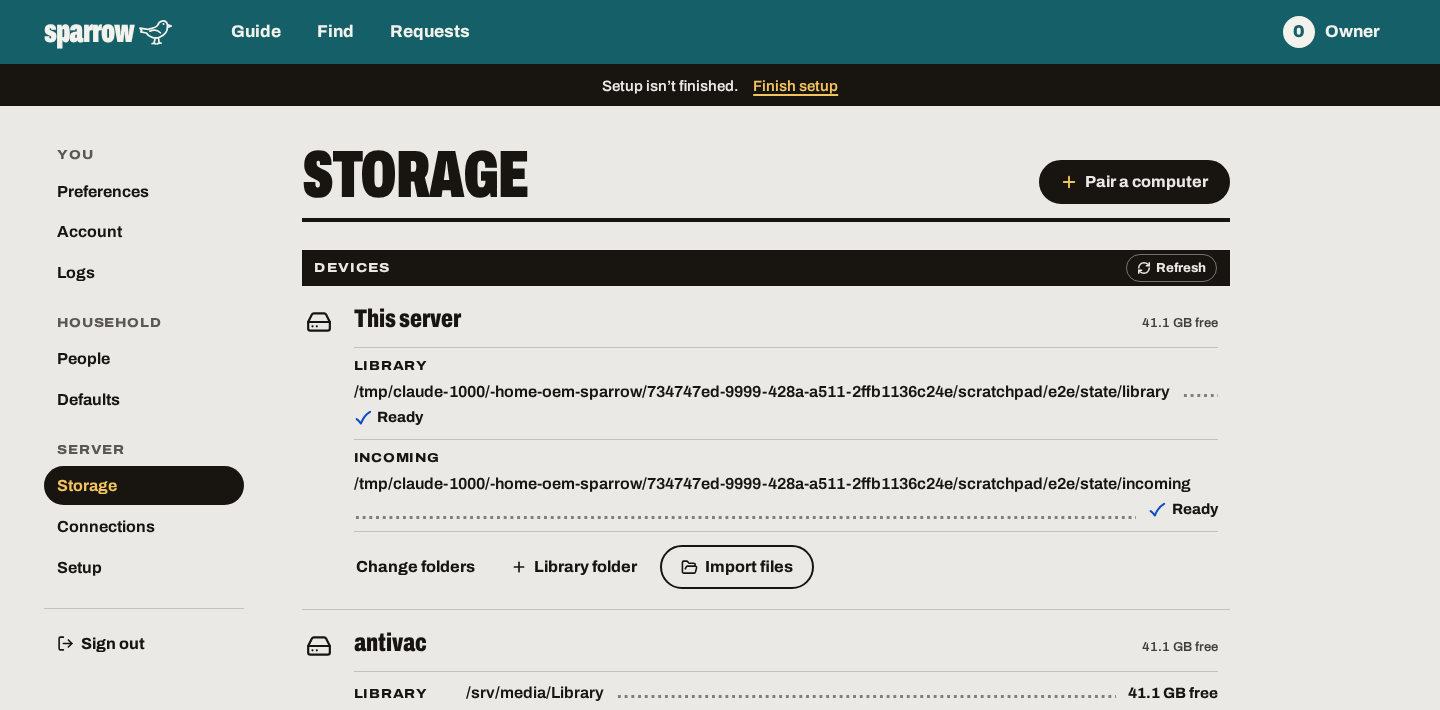 sparrow
Guide
Find
Requests
O
Owner
Setup isn’t finished. Finish setup
YOU
Preferences
Account
Logs
HOUSEHOLD
People
Defaults
SERVER
Storage
Connections
Setup
Sign out
STORAGE
Pair a computer
DEVICES
Refresh
This server
41.1 GB free
LIBRARY
/tmp/claude-1000/-home-oem-sparrow/734747ed-9999-428a-a511-2ffb1136c24e/scratchpad/e2e/state/library
Ready
INCOMING
/tmp/claude-1000/-home-oem-sparrow/734747ed-9999-428a-a511-2ffb1136c24e/scratchpad/e2e/state/incoming
Ready
Change folders
Library folder
Import files
antivac
41.1 GB free
LIBRARY
/srv/media/Library
41.1 GB free